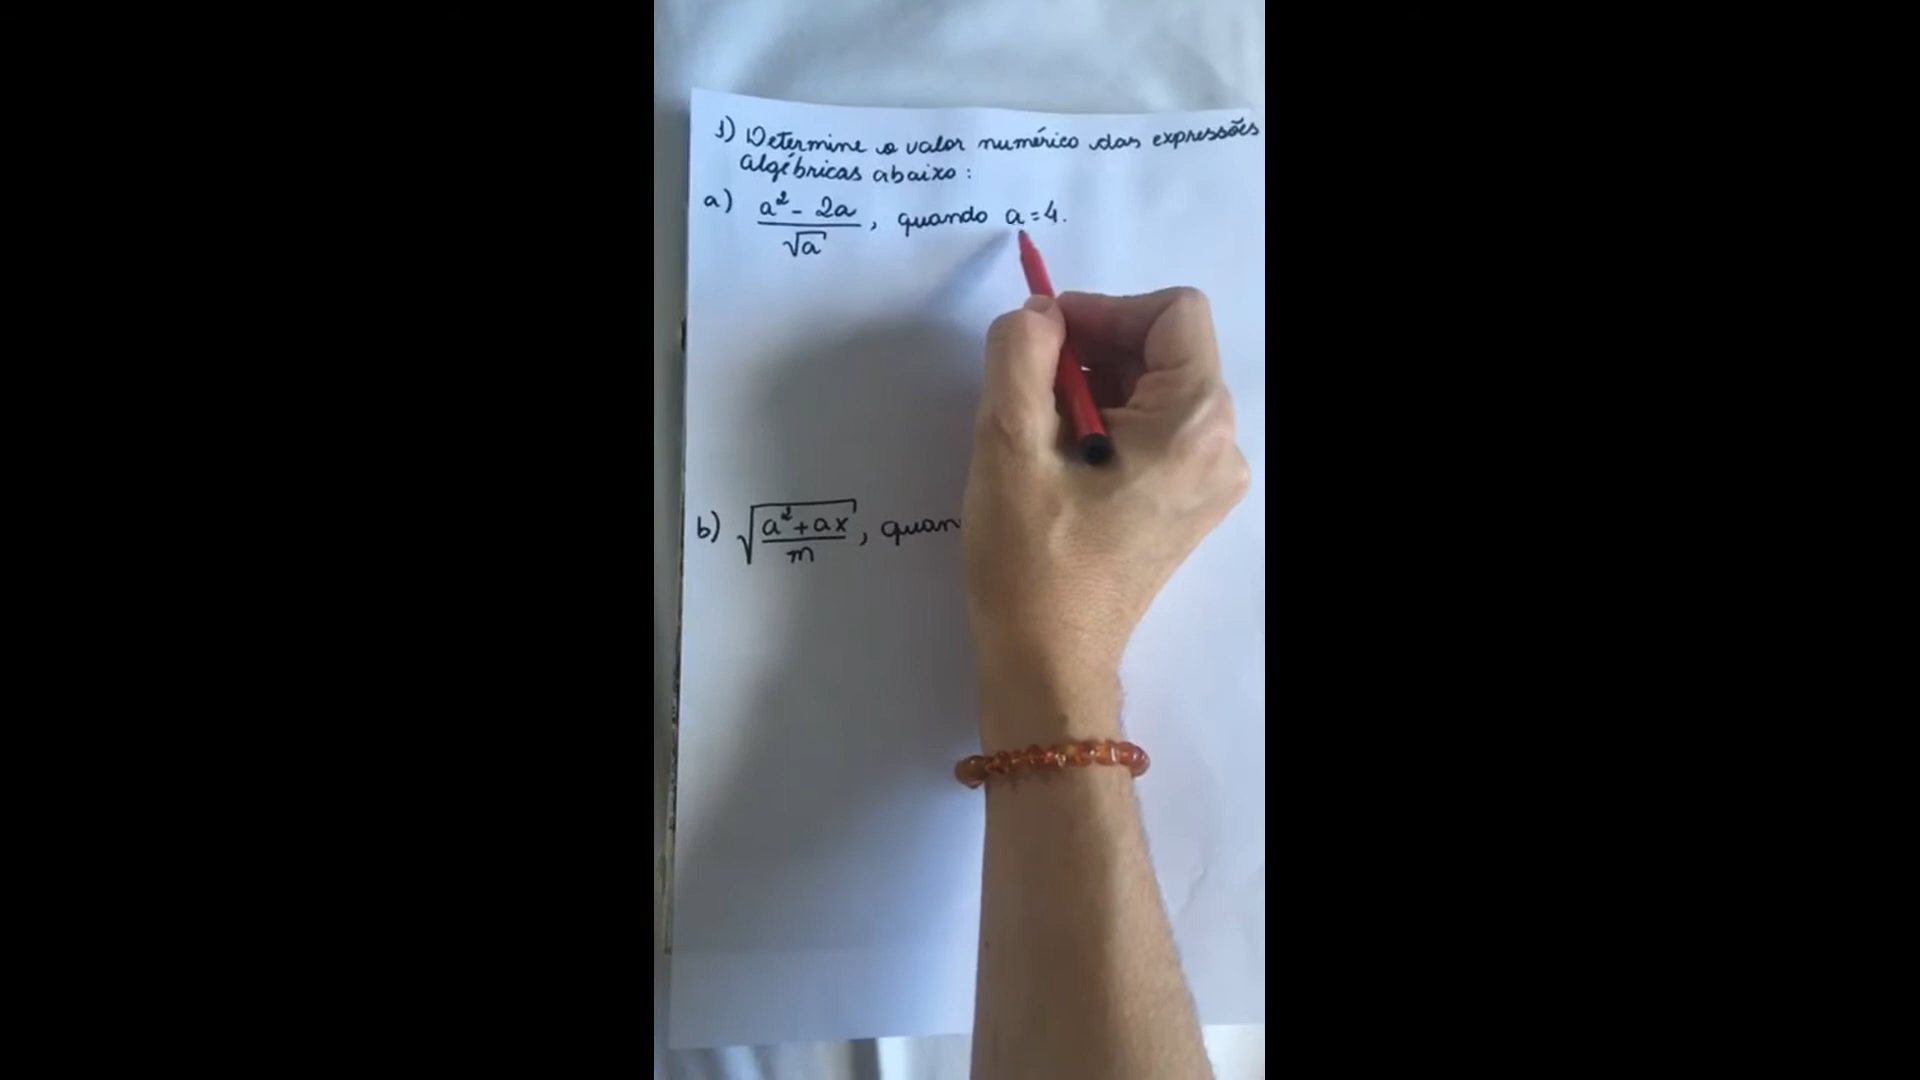 1) Determine o valor numérico das expressões
algébricas abaixo:
a) a² - 2a / √a , quando a = 4.
b) √(a² + ax / m) , quan